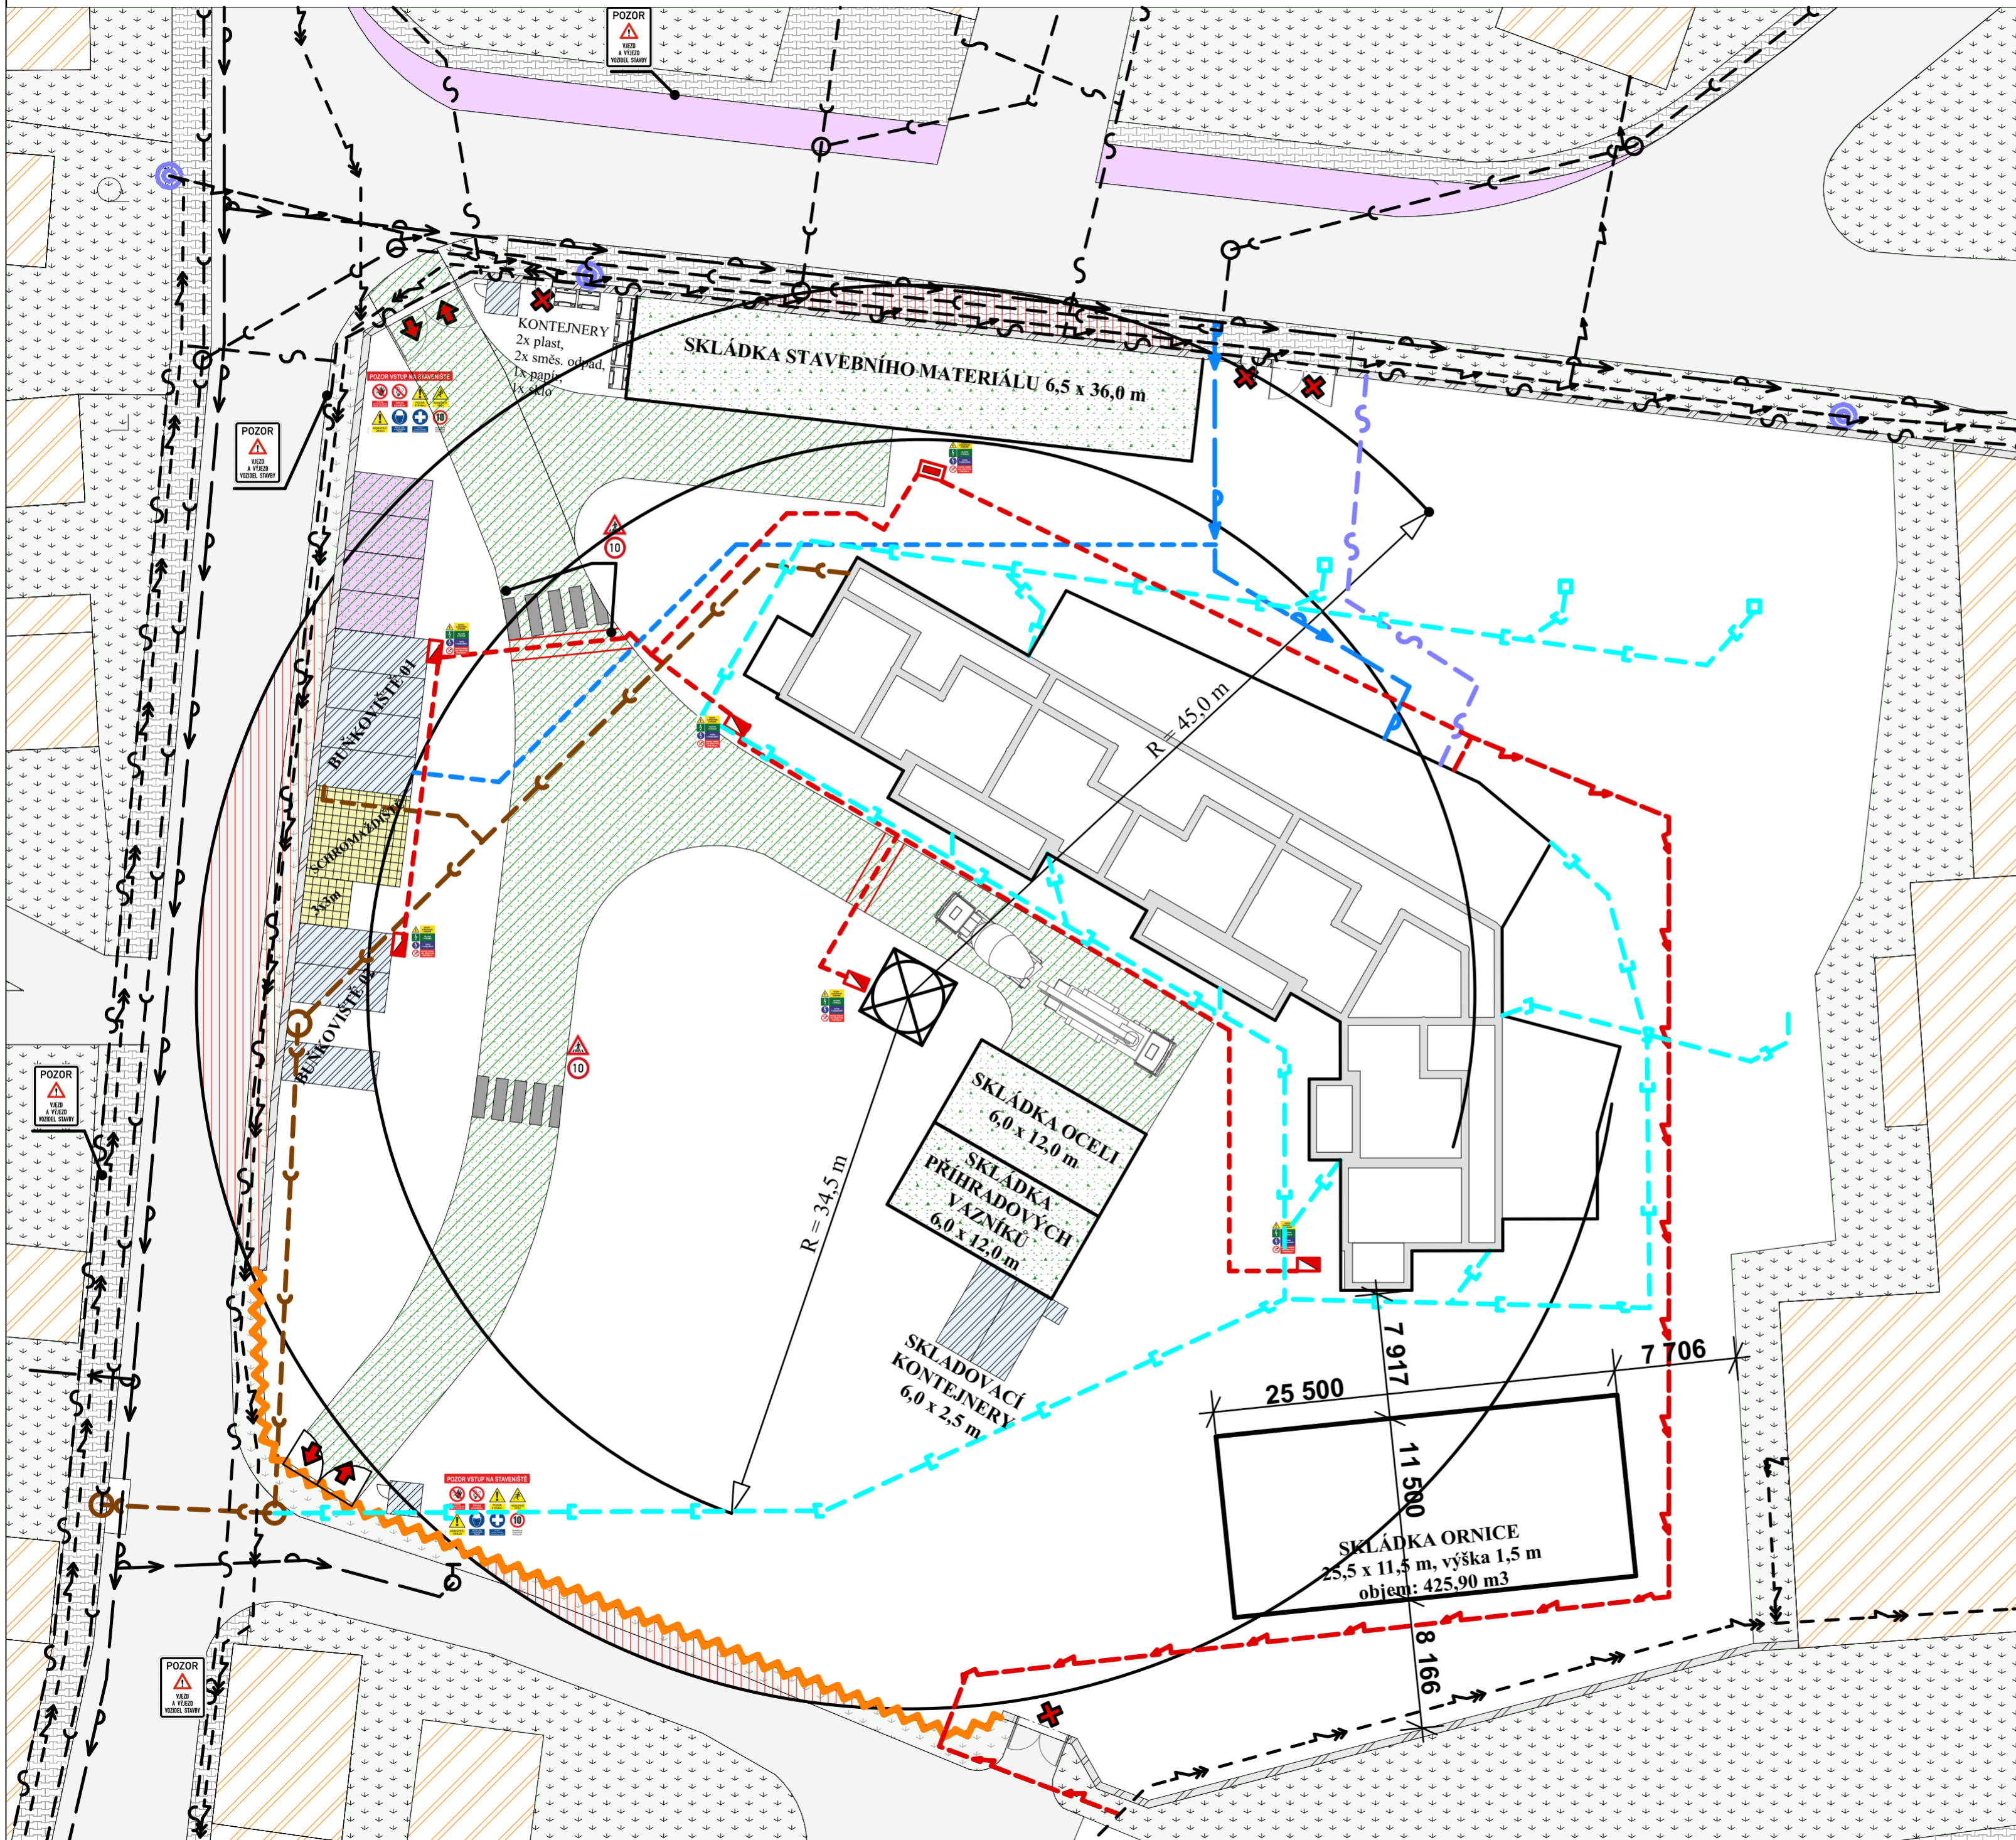 POZOR
VJEZD
A VÝJEZD
VOZIDEL STAVBY
KONTEJNERY
2x plast,
2x směs. odpad,
1x papír,
1x sklo
SKLÁDKA STAVEBNÍHO MATERIÁLU 6,5 x 36,0 m
POZOR VSTUP NA STAVENIŠTĚ
10
POZOR
VJEZD
A VÝJEZD
VOZIDEL STAVBY
10
BUŇKOVIŠTĚ 01
R = 45,0 m
SCHROMAŽDIŠTĚ
3x3m
BUŇKOVIŠTĚ 02
10
POZOR
VJEZD
A VÝJEZD
VOZIDEL STAVBY
SKLÁDKA OCELI
6,0 x 12,0 m
SKLÁDKA
PŘÍHRADOVÝCH
VAZNÍKŮ
6,0 x 12,0 m
R = 34,5 m
SKLADOVACÍ
KONTEJNERY
6,0 x 2,5 m
7 917
7 706
25 500
11 500
POZOR VSTUP NA STAVENIŠTĚ
10
SKLÁDKA ORNICE
25,5 x 11,5 m, výška 1,5 m
objem: 425,90 m3
8 166
POZOR
VJEZD
A VÝJEZD
VOZIDEL STAVBY